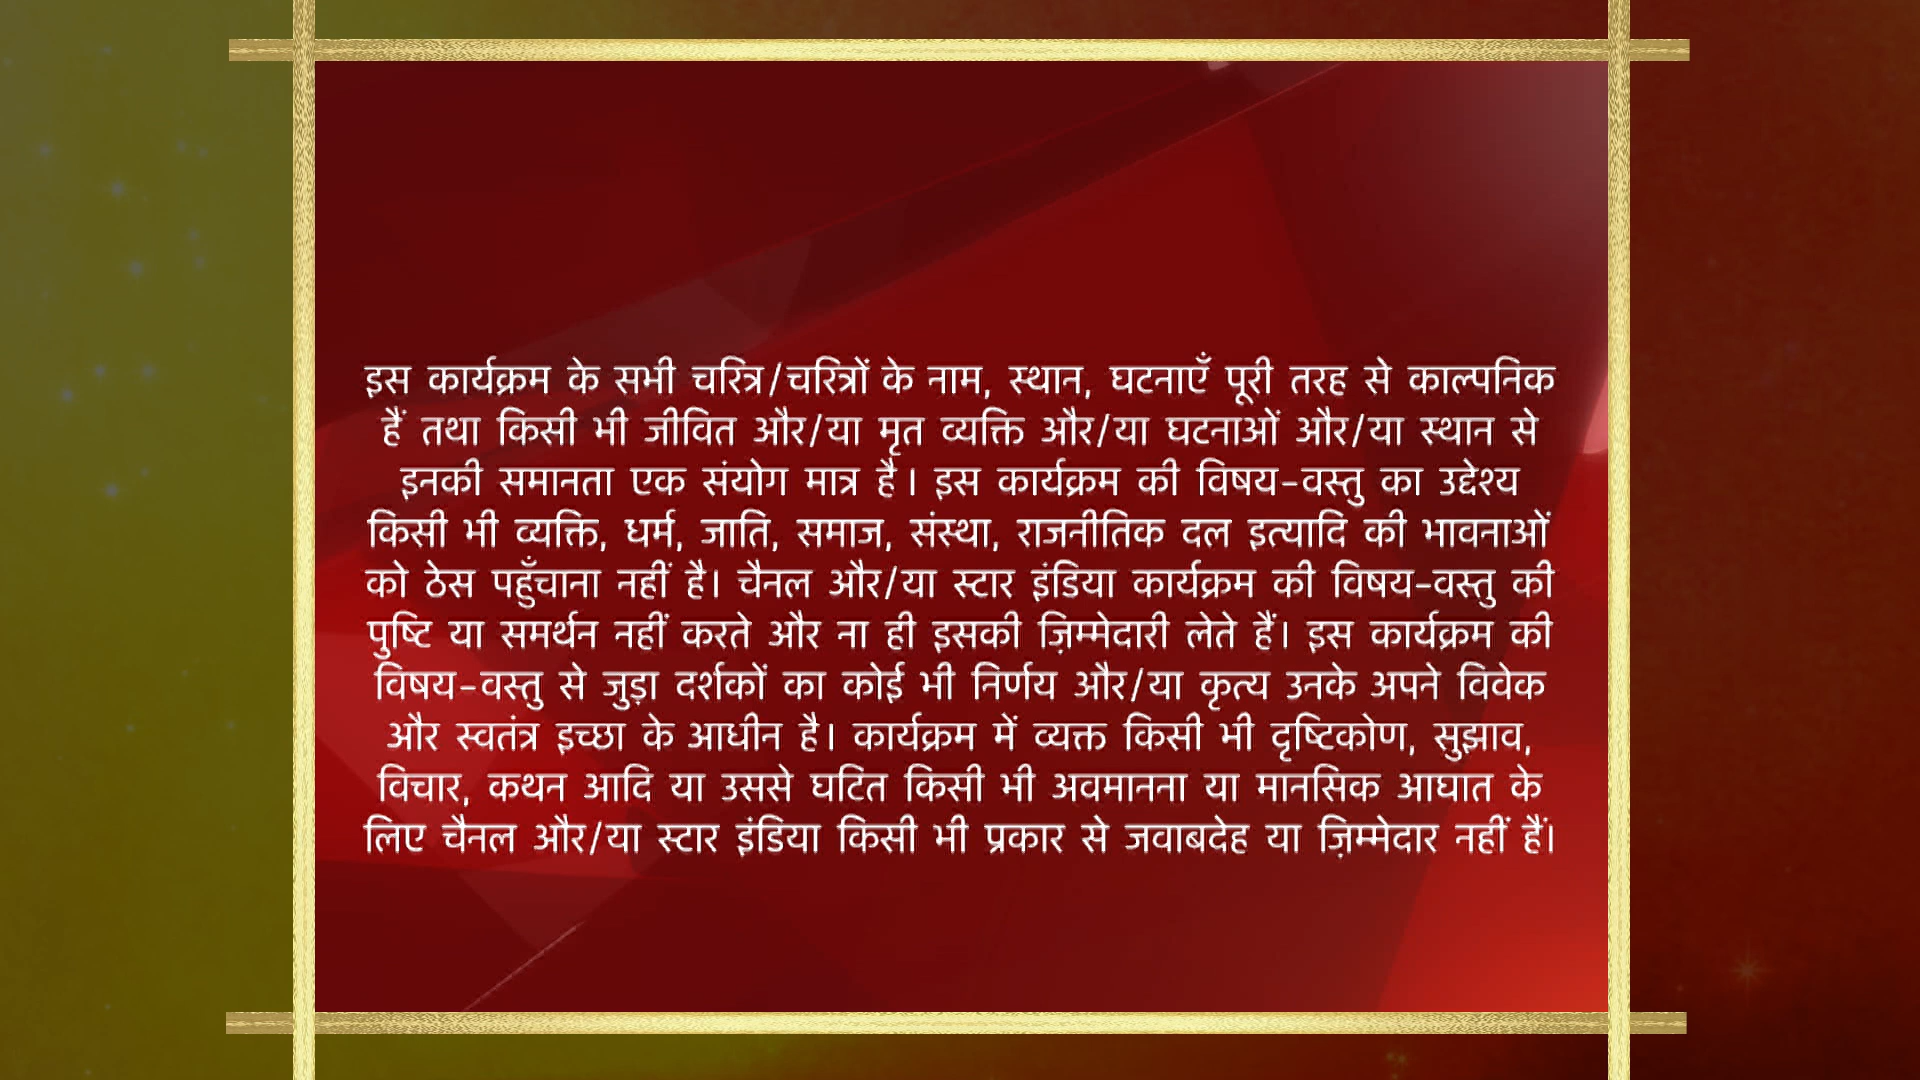 इस कार्यक्रम के सभी चरित्र/चरित्रों के नाम, स्थान, घटनाएँ पूरी तरह से काल्पनिक
हैं तथा किसी भी जीवित और/या मृत व्यक्ति और/या घटनाओं और/या स्थान से
इनकी समानता एक संयोग मात्र है। इस कार्यक्रम की विषय-वस्तु का उद्देश्य
किसी भी व्यक्ति, धर्म, जाति, समाज, संस्था, राजनीतिक दल इत्यादि की भावनाओं
को ठेस पहुँचाना नहीं है। चैनल और/या स्टार इंडिया कार्यक्रम की विषय-वस्तु की
पुष्टि या समर्थन नहीं करते और ना ही इसकी ज़िम्मेदारी लेते हैं। इस कार्यक्रम की
विषय-वस्तु से जुड़ा दर्शकों का कोई भी निर्णय और/या कृत्य उनके अपने विवेक
और स्वतंत्र इच्छा के आधीन है। कार्यक्रम में व्यक्त किसी भी दृष्टिकोण, सुझाव,
विचार, कथन आदि या उससे घटित किसी भी अवमानना या मानसिक आघात के
लिए चैनल और/या स्टार इंडिया किसी भी प्रकार से जवाबदेह या ज़िम्मेदार नहीं हैं।